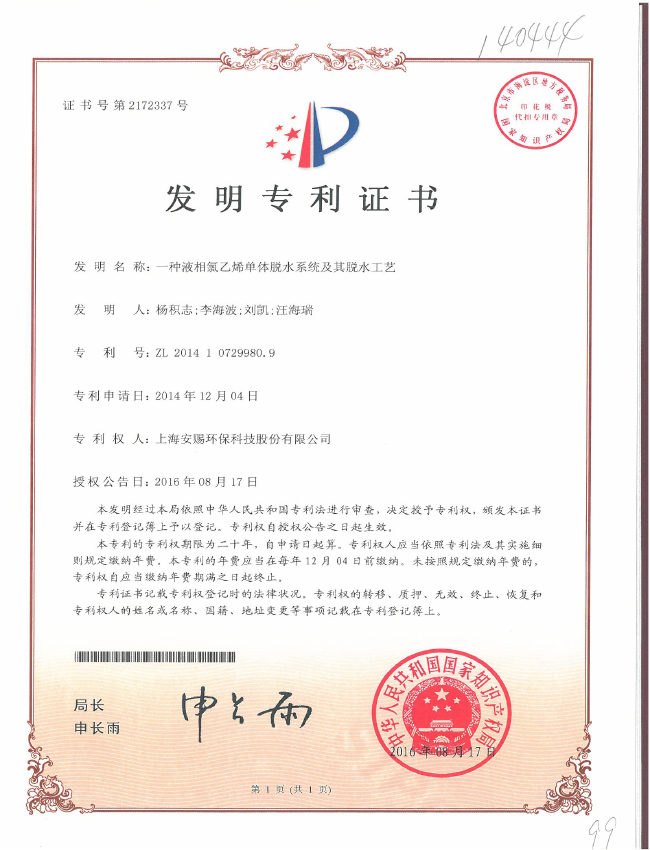 140444
证书号第2172337号
北京市海淀区地方税务局
印花税
代扣专用章
国家知识产权局
发明专利证书
发明名称：一种液相氯乙烯单体脱水系统及其脱水工艺
发明人：杨积志;李海波;刘凯;汪海瑞
专利号：ZL 2014 1 0729980.9
专利申请日：2014年12月04日
专利权人：上海安赐环保科技股份有限公司
授权公告日：2016年08月17日
本发明经过本局依照中华人民共和国专利法进行审查，决定授予专利权，颁发本证书
并在专利登记簿上予以登记。专利权自授权公告之日起生效。
本专利的专利权期限为二十年，自申请日起算。专利权人应当依照专利法及其实施细
则规定缴纳年费。本专利的年费应当在每年12月04日前缴纳。未按照规定缴纳年费的，
专利权自应当缴纳年费期满之日起终止。
专利证书记载专利权登记时的法律状况。专利权的转移、质押、无效、终止、恢复和
专利权人的姓名或名称、国籍、地址变更等事项记载在专利登记簿上。
局长
申长雨
申长雨
中华人民共和国国家知识产权局
2016年08月17日
第1页(共1页)
99